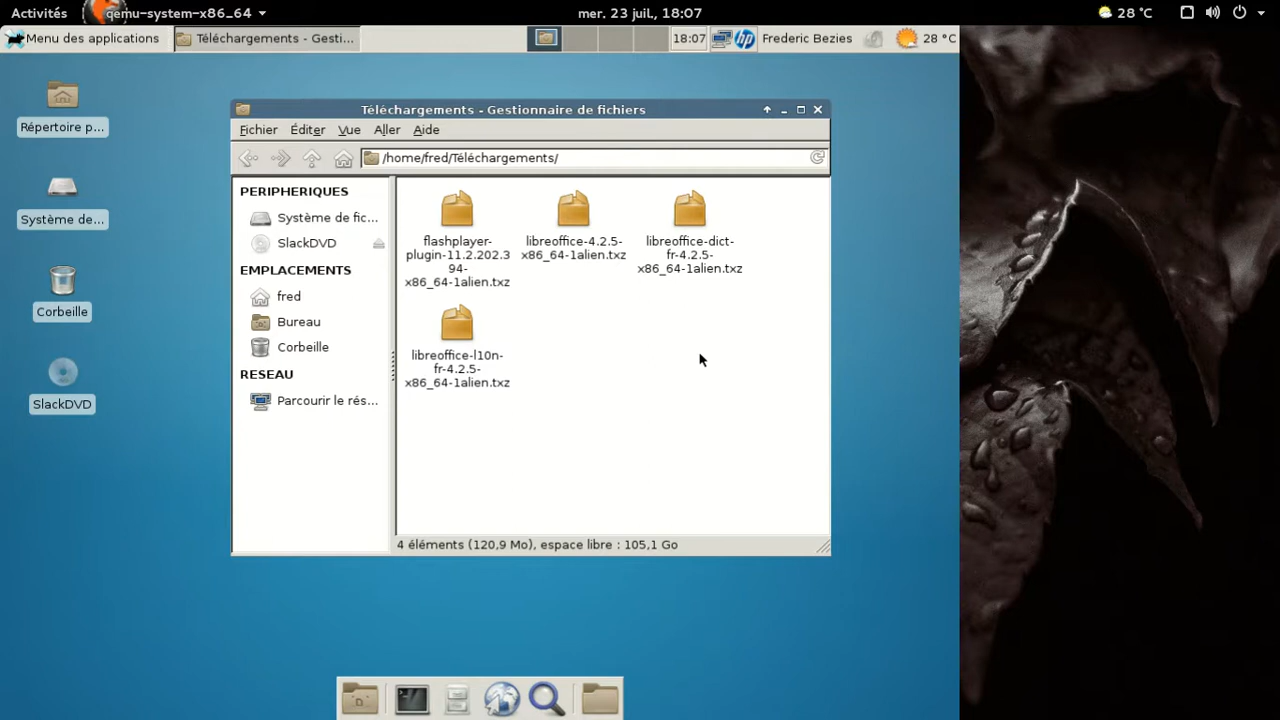 Activités qemu-system-x86_64 mer. 23 juil, 18:07 28 °C
Menu des applications Téléchargements - Gesti... 18:07 hp Frederic Bezies 28 °C
Répertoire p...
Système de...
Corbeille
SlackDVD
Téléchargements - Gestionnaire de fichiers
Fichier Éditer Vue Aller Aide
/home/fred/Téléchargements/
PERIPHERIQUES
Système de fic...
SlackDVD
EMPLACEMENTS
fred
Bureau
Corbeille
RESEAU
Parcourir le rés...
flashplayer-
plugin-11.2.202.3
94-
x86_64-1alien.txz
libreoffice-4.2.5-
x86_64-1alien.txz
libreoffice-dict-
fr-4.2.5-
x86_64-1alien.txz
libreoffice-l10n-
fr-4.2.5-
x86_64-1alien.txz
4 éléments (120,9 Mo), espace libre : 105,1 Go